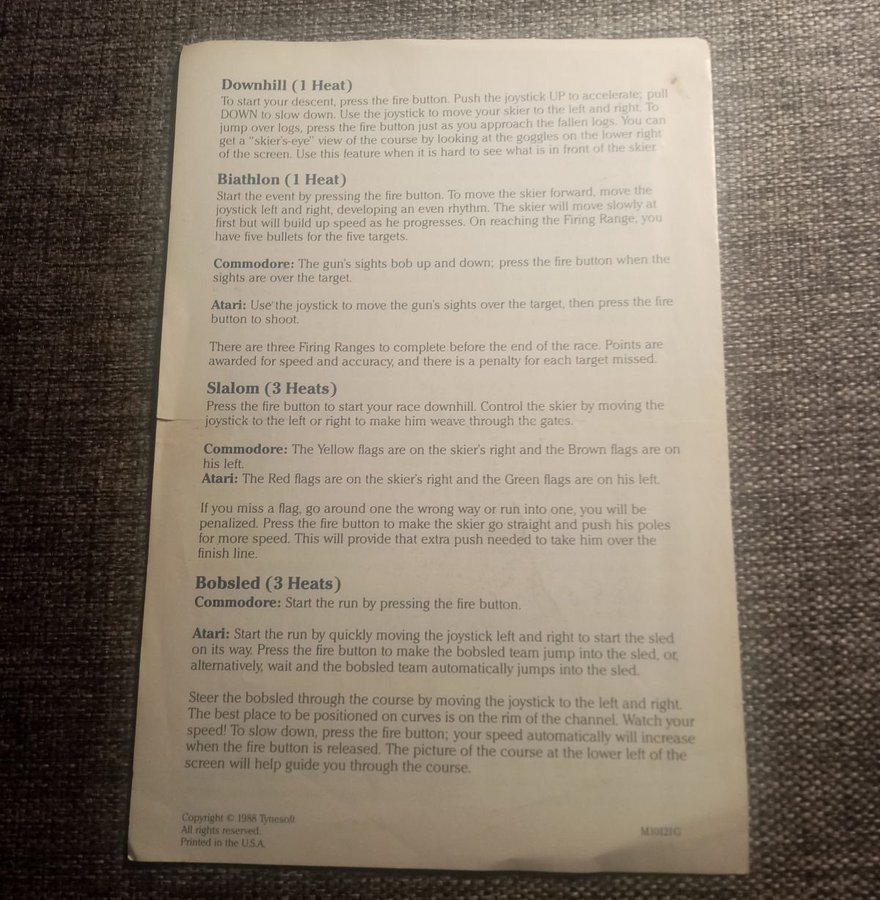 Downhill (1 Heat)
To start your descent, press the fire button. Push the joystick UP to accelerate; pull
DOWN to slow down. Use the joystick to move your skier to the left and right. To
jump over logs, press the fire button just as you approach the fallen logs. You can
get a "skier's-eye" view of the course by looking at the goggles on the lower right
of the screen. Use this feature when it is hard to see what is in front of the skier.
Biathlon (1 Heat)
Start the event by pressing the fire button. To move the skier forward, move the
joystick left and right, developing an even rhythm. The skier will move slowly at
first but will build up speed as he progresses. On reaching the Firing Range, you
have five bullets for the five targets.
Commodore: The gun's sights bob up and down; press the fire button when the
sights are over the target.
Atari: Use the joystick to move the gun's sights over the target, then press the fire
button to shoot.
There are three Firing Ranges to complete before the end of the race. Points are
awarded for speed and accuracy, and there is a penalty for each target missed.
Slalom (3 Heats)
Press the fire button to start your race downhill. Control the skier by moving the
joystick to the left or right to make him weave through the gates.
Commodore: The Yellow flags are on the skier's right and the Brown flags are on
his left.
Atari: The Red flags are on the skier's right and the Green flags are on his left.
If you miss a flag, go around one the wrong way or run into one, you will be
penalized. Press the fire button to make the skier go straight and push his poles
for more speed. This will provide that extra push needed to take him over the
finish line.
Bobsled (3 Heats)
Commodore: Start the run by pressing the fire button.
Atari: Start the run by quickly moving the joystick left and right to start the sled
on its way. Press the fire button to make the bobsled team jump into the sled, or,
alternatively, wait and the bobsled team automatically jumps into the sled.
Steer the bobsled through the course by moving the joystick to the left and right.
The best place to be positioned on curves is on the rim of the channel. Watch your
speed! To slow down, press the fire button; your speed automatically will increase
when the fire button is released. The picture of the course at the lower left of the
screen will help guide you through the course.
Copyright © 1988 Tynesoft
All rights reserved.
Printed in the U.S.A.